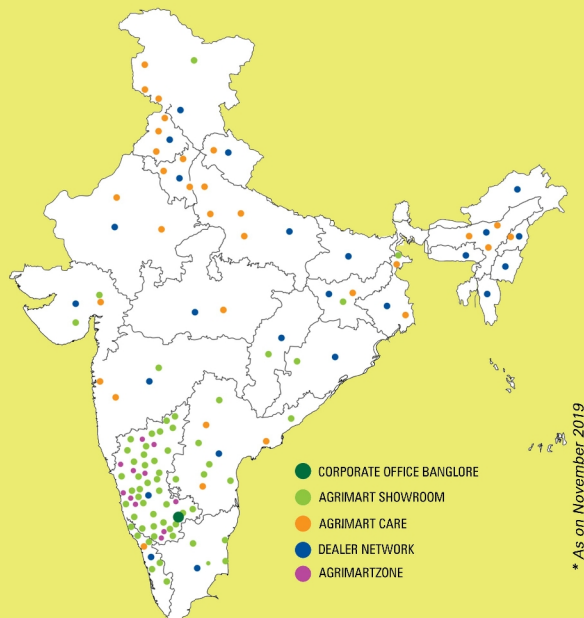 CORPORATE OFFICE BANGLORE
AGRIMART SHOWROOM
AGRIMART CARE
DEALER NETWORK
AGRIMARTZONE
* As on November 2019